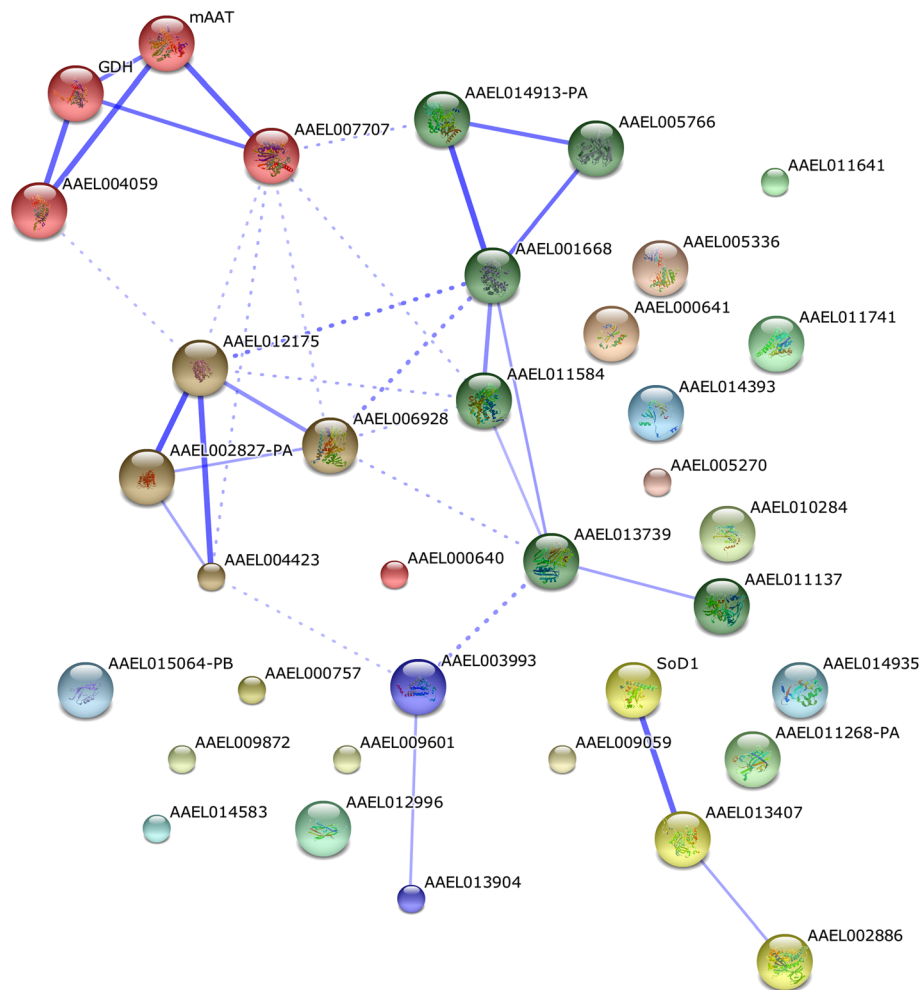 mAAT
GDH
AAEL014913-PA
AAEL005766
AAEL007707
AAEL011641
AAEL004059
AAEL001668
AAEL005336
AAEL000641
AAEL011741
AAEL012175
AAEL011584
AAEL014393
AAEL006928
AAEL002827-PA
AAEL005270
AAEL010284
AAEL013739
AAEL004423
AAEL000640
AAEL011137
AAEL015064-PB
AAEL003993
SoD1
AAEL014935
AAEL000757
AAEL011268-PA
AAEL009872
AAEL009601
AAEL009059
AAEL014583
AAEL012996
AAEL013407
AAEL013904
AAEL002886